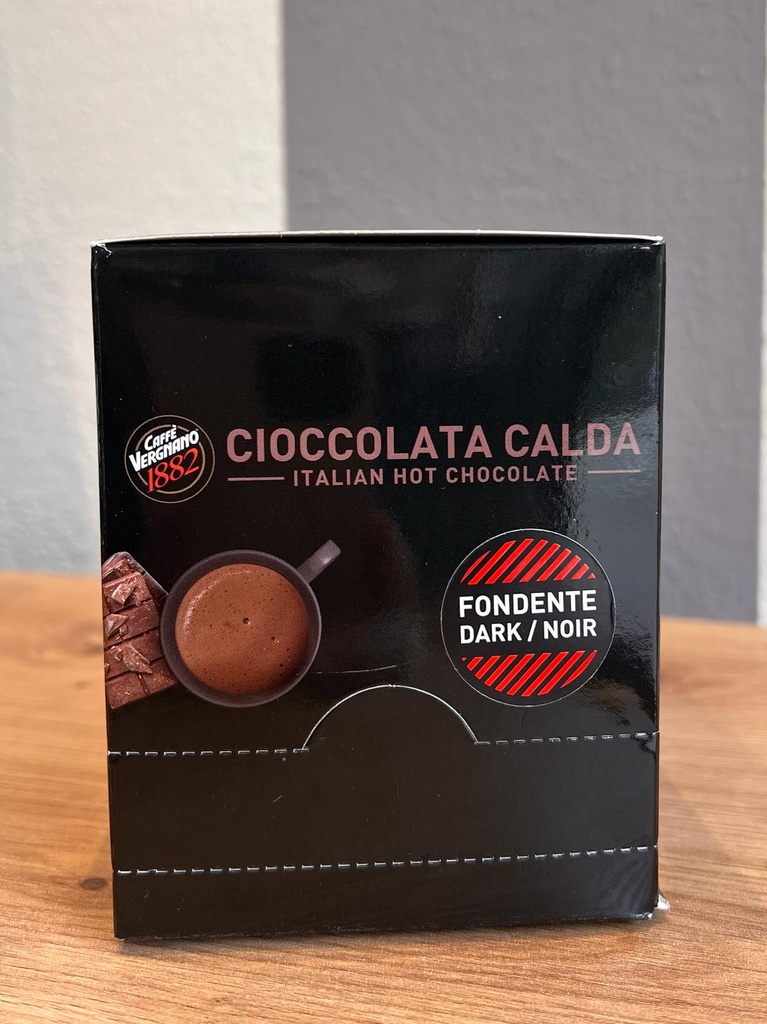 CAFFÈ
VERGNANO
1882
CIOCCOLATA CALDA
ITALIAN HOT CHOCOLATE
FONDENTE
DARK / NOIR